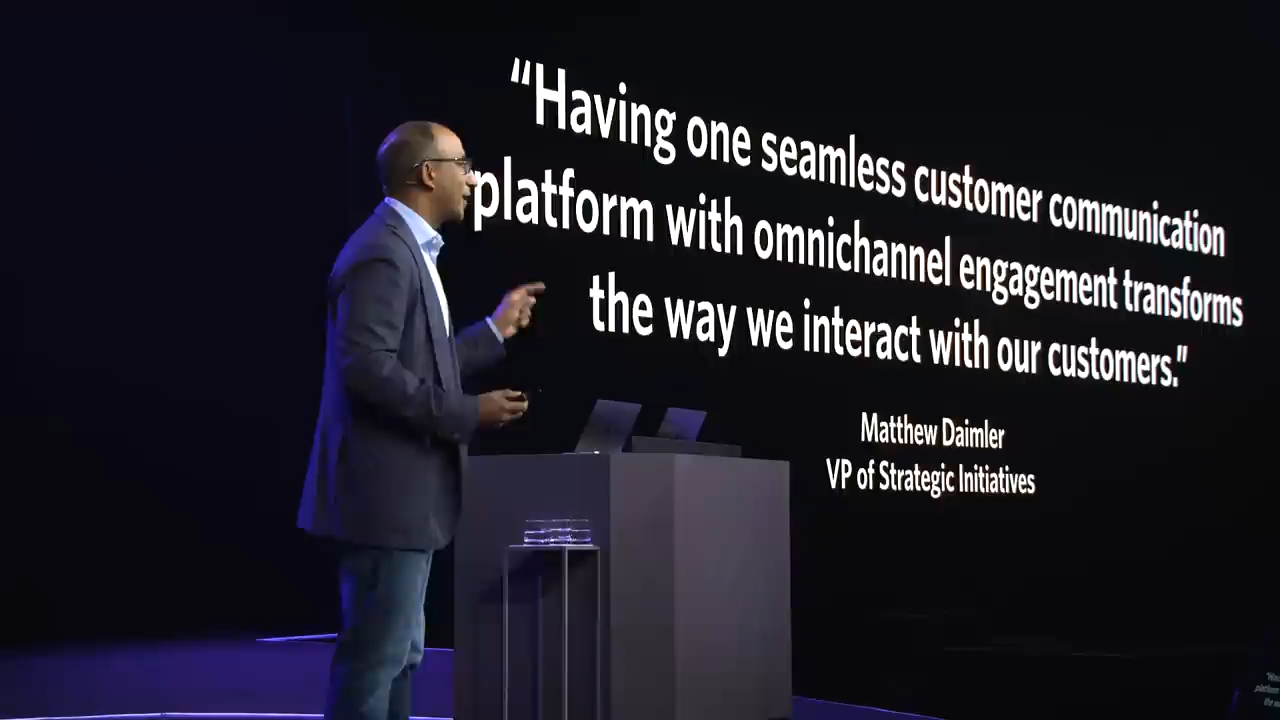 “Having one seamless customer communication
platform with omnichannel engagement transforms
the way we interact with our customers.”
Matthew Daimler
VP of Strategic Initiatives